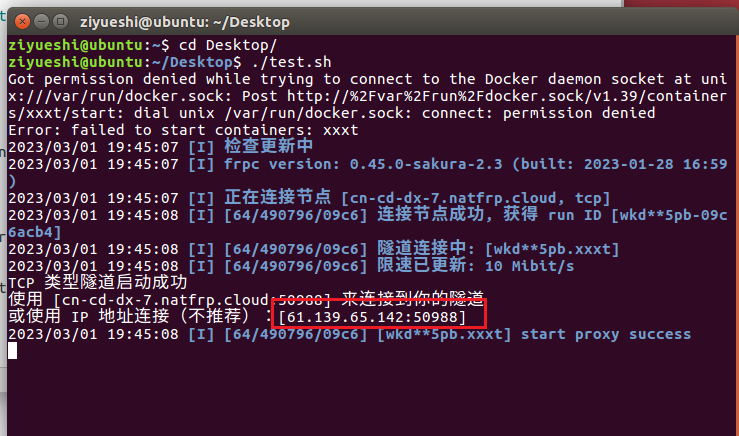 ziyueshi@ubuntu: ~/Desktop
ziyueshi@ubuntu:~$ cd Desktop/
ziyueshi@ubuntu:~/Desktop$ ./test.sh
Got permission denied while trying to connect to the Docker daemon socket at uni
x:///var/run/docker.sock: Post http://%2Fvar%2Frun%2Fdocker.sock/v1.39/container
s/xxxt/start: dial unix /var/run/docker.sock: connect: permission denied
Error: failed to start containers: xxxt
2023/03/01 19:45:07 [I] 检查更新中
2023/03/01 19:45:07 [I] frpc version: 0.45.0-sakura-2.3 (built: 2023-01-28 16:59
)
2023/03/01 19:45:07 [I] 正在连接节点 [cn-cd-dx-7.natfrp.cloud, tcp]
2023/03/01 19:45:08 [I] [64/490796/09c6] 连接节点成功, 获得 run ID [wkd**5pb-09c
6acb4]
2023/03/01 19:45:08 [I] [64/490796/09c6] 隧道连接中: [wkd**5pb.xxxt]
2023/03/01 19:45:08 [I] [64/490796/09c6] 限速已更新: 10 Mibit/s
TCP 类型隧道启动成功
使用 [cn-cd-dx-7.natfrp.cloud:50988] 来连接到你的隧道
或使用 IP 地址连接（不推荐）：[61.139.65.142:50988]
2023/03/01 19:45:08 [I] [64/490796/09c6] [wkd**5pb.xxxt] start proxy success